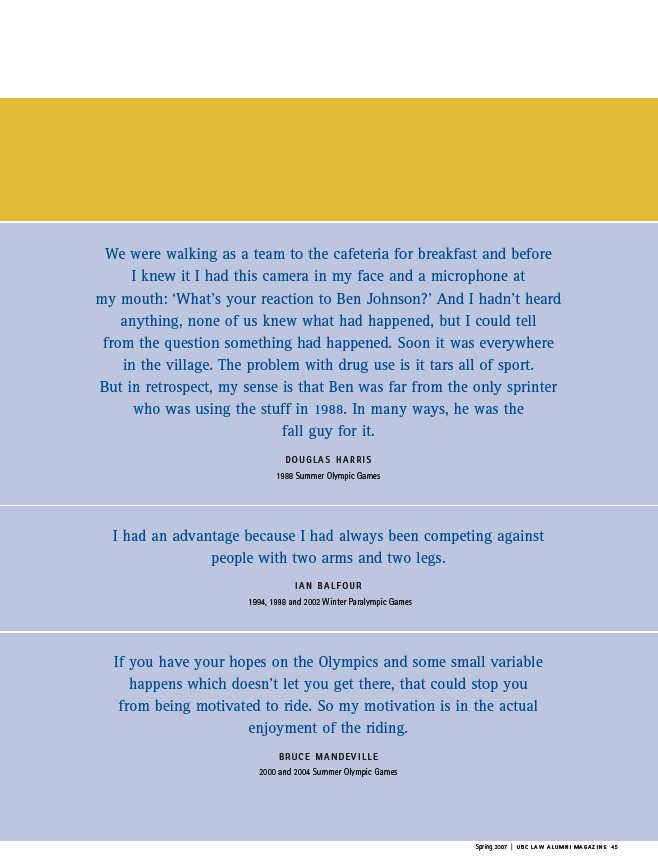 We were walking as a team to the cafeteria for breakfast and before
I knew it I had this camera in my face and a microphone at
my mouth: ‘What’s your reaction to Ben Johnson?’ And I hadn’t heard
anything, none of us knew what had happened, but I could tell
from the question something had happened. Soon it was everywhere
in the village. The problem with drug use is it tars all of sport.
But in retrospect, my sense is that Ben was far from the only sprinter
who was using the stuff in 1988. In many ways, he was the
fall guy for it.
DOUGLAS HARRIS
1988 Summer Olympic Games
I had an advantage because I had always been competing against
people with two arms and two legs.
IAN BALFOUR
1994, 1998 and 2002 Winter Paralympic Games
If you have your hopes on the Olympics and some small variable
happens which doesn’t let you get there, that could stop you
from being motivated to ride. So my motivation is in the actual
enjoyment of the riding.
BRUCE MANDEVILLE
2000 and 2004 Summer Olympic Games
Spring 2007 | UBC LAW ALUMNI MAGAZINE 45